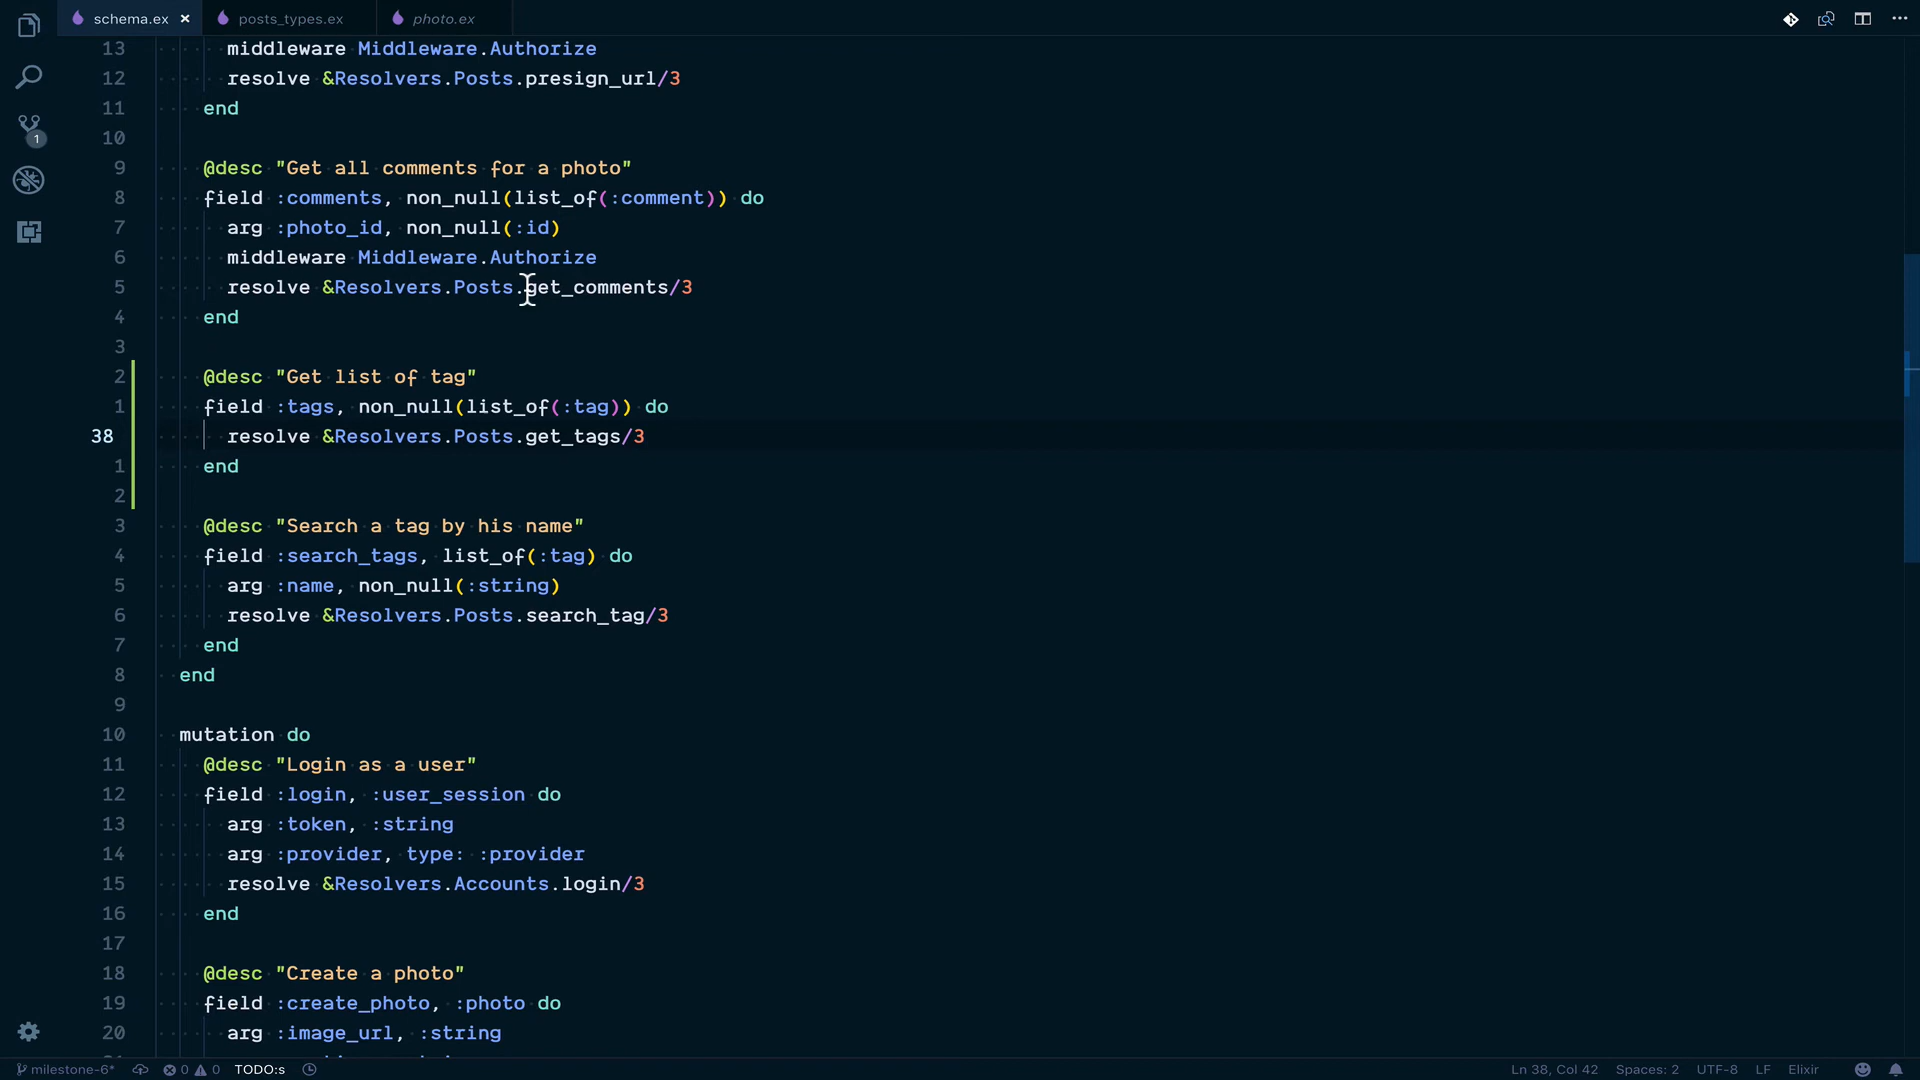 schema.ex × posts_types.ex photo.ex
13 middleware Middleware.Authorize
12 resolve &Resolvers.Posts.presign_url/3
11 end
10
9 @desc "Get all comments for a photo"
8 field :comments, non_null(list_of(:comment)) do
7 arg :photo_id, non_null(:id)
6 middleware Middleware.Authorize
5 resolve &Resolvers.Posts.get_comments/3
4 end
3
2 @desc "Get list of tag"
1 field :tags, non_null(list_of(:tag)) do
38 resolve &Resolvers.Posts.get_tags/3
1 end
2
3 @desc "Search a tag by his name"
4 field :search_tags, list_of(:tag) do
5 arg :name, non_null(:string)
6 resolve &Resolvers.Posts.search_tag/3
7 end
8 end
9
10 mutation do
11 @desc "Login as a user"
12 field :login, :user_session do
13 arg :token, :string
14 arg :provider, type: :provider
15 resolve &Resolvers.Accounts.login/3
16 end
17
18 @desc "Create a photo"
19 field :create_photo, :photo do
20 arg :image_url, :string
1
milestone-6* 0 0 TODO:s Ln 38, Col 42 Spaces: 2 UTF-8 LF Elixir